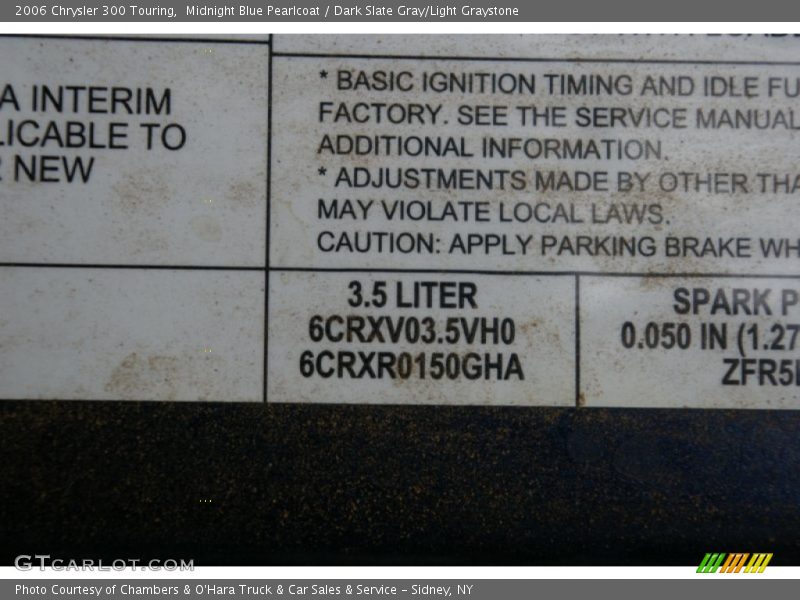 2006 Chrysler 300 Touring, Midnight Blue Pearlcoat / Dark Slate Gray/Light Graystone
A INTERIM
LICABLE TO
R NEW
* BASIC IGNITION TIMING AND IDLE FU
FACTORY. SEE THE SERVICE MANUAL
ADDITIONAL INFORMATION.
* ADJUSTMENTS MADE BY OTHER THA
MAY VIOLATE LOCAL LAWS.
CAUTION: APPLY PARKING BRAKE WH
3.5 LITER
6CRXV03.5VH0
6CRXR0150GHA
SPARK P
0.050 IN (1.27
ZFR5
GTCARLOT.COM
Photo Courtesy of Chambers & O'Hara Truck & Car Sales & Service - Sidney, NY